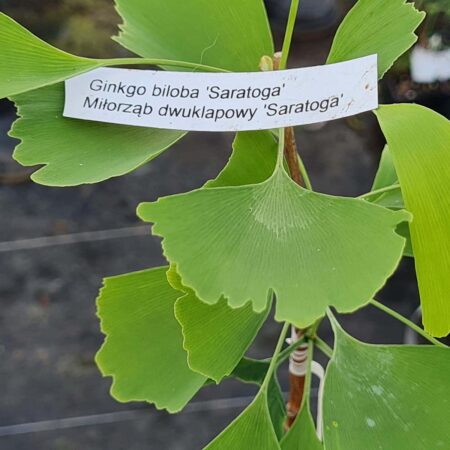 Ginkgo biloba 'Saratoga'
Miłorząb dwuklapowy 'Saratoga'